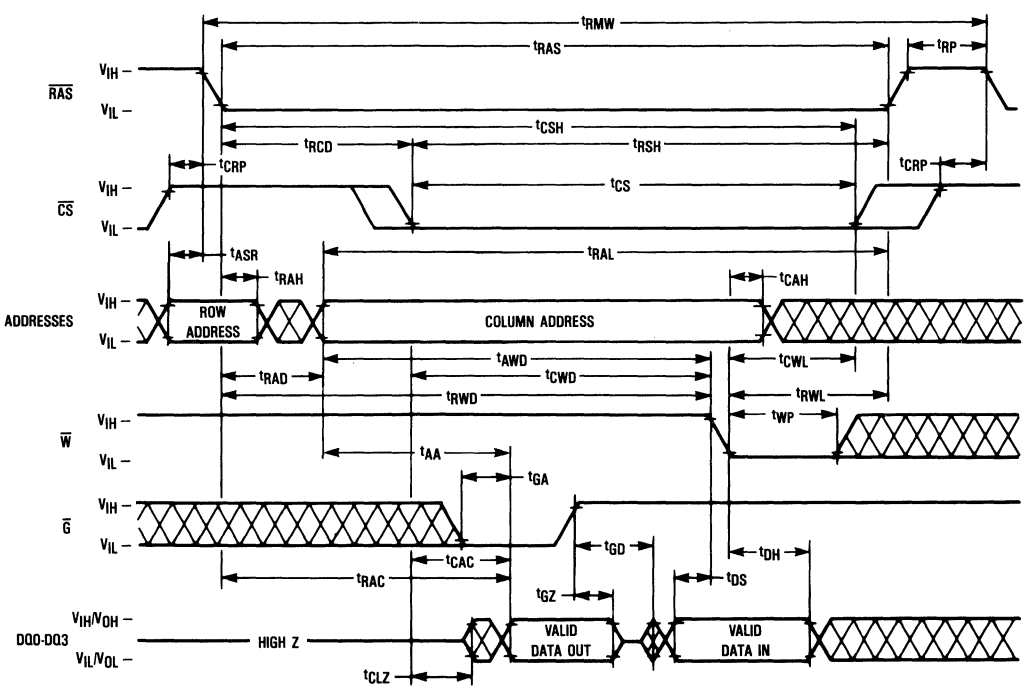 tRMW
tRAS
tRP
VIH
RAS
VIL
tCSH
tRCD
tRSH
tCRP
tCRP
VIH
CS
tCS
VIL
tASR
tRAL
tRAH
tCAH
VIH
ADDRESSES
ROW
ADDRESS
COLUMN ADDRESS
VIL
tAWD
tCWL
tRAD
tCWD
tRWD
tRWL
VIH
tWP
W
VIL
tAA
tGA
VIH
G
VIL
tCAC
tGD
tDH
tRAC
tDS
tGZ
VIH/VOH
DQ0-DQ3
HIGH Z
VALID
DATA OUT
VALID
DATA IN
VIL/VOL
tCLZ